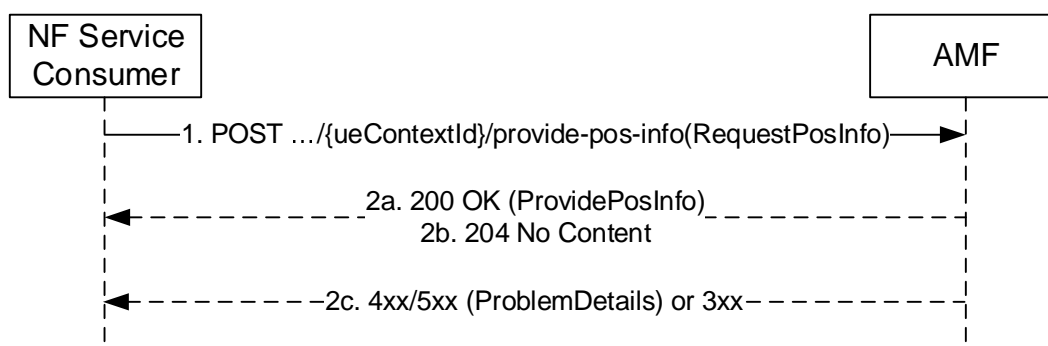 NF Service
Consumer
AMF
1. POST …/{ueContextId}/provide-pos-info(RequestPosInfo)
2a. 200 OK (ProvidePosInfo)
2b. 204 No Content
2c. 4xx/5xx (ProblemDetails) or 3xx